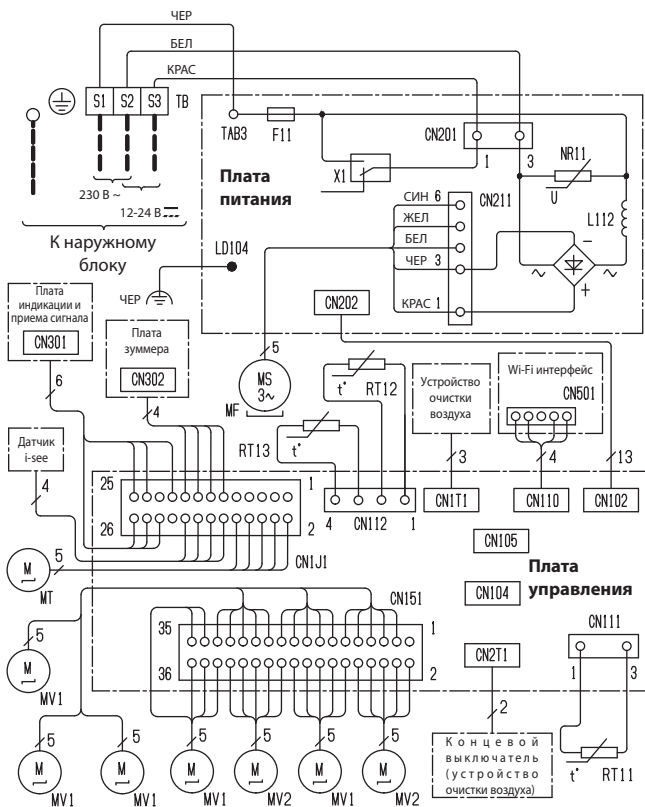 ЧЕР
БЕЛ
КРАС
S1 S2 S3 TB
TAB3
F11
CN201
1
3
X1
Плата
питания
NR11
U
L112
230 В ~
12-24 В
К наружному
блоку
LD104
СИН 6
CN211
ЖЕЛ
БЕЛ
ЧЕР 3
КРАС 1
−
~
~
+
ЧЕР
CN202
Плата
индикации и
приема сигнала
CN301
6
Плата
зуммера
CN302
4
5
MS
3~
MF
t°
RT12
RT13
t°
Устройство
очистки
воздуха
3
Wi-Fi интерфейс
CN501
4
13
Датчик
i-see
4
25
1
26
2
CN1J1
4
CN112
1
CN1T1
CN110
CN102
CN105
Плата
управления
CN104
M
5
MT
35
CN151
1
36
2
CN2T1
CN111
1
3
M
5
MV1
2
Концевой
выключатель
(устройство
очистки воздуха)
t°
RT11
5
5
5
5
5
5
M
M
M
M
M
M
MV1
MV1
MV1
MV2
MV1
MV2